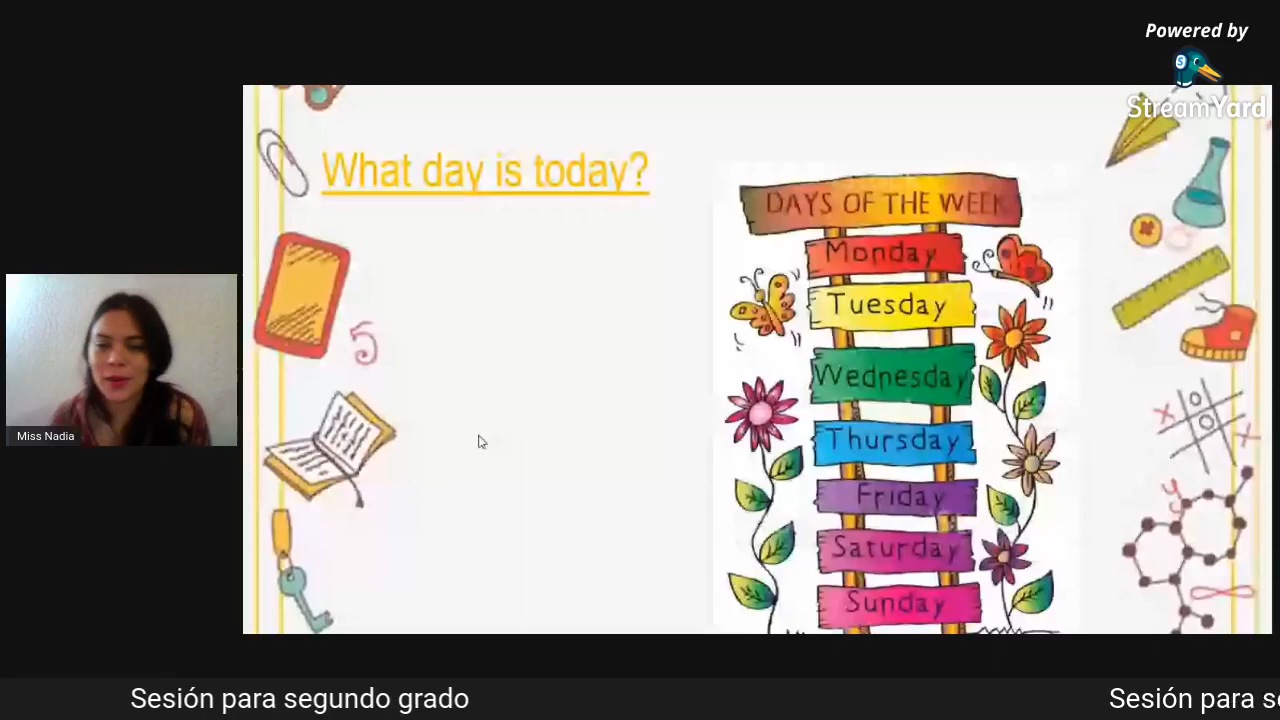 Powered by
StreamYard
What day is today?
DAYS OF THE WEEK
Monday
Tuesday
Wednesday
Thursday
Friday
Saturday
Sunday
5
Miss Nadia
Sesión para segundo grado
Sesión para se